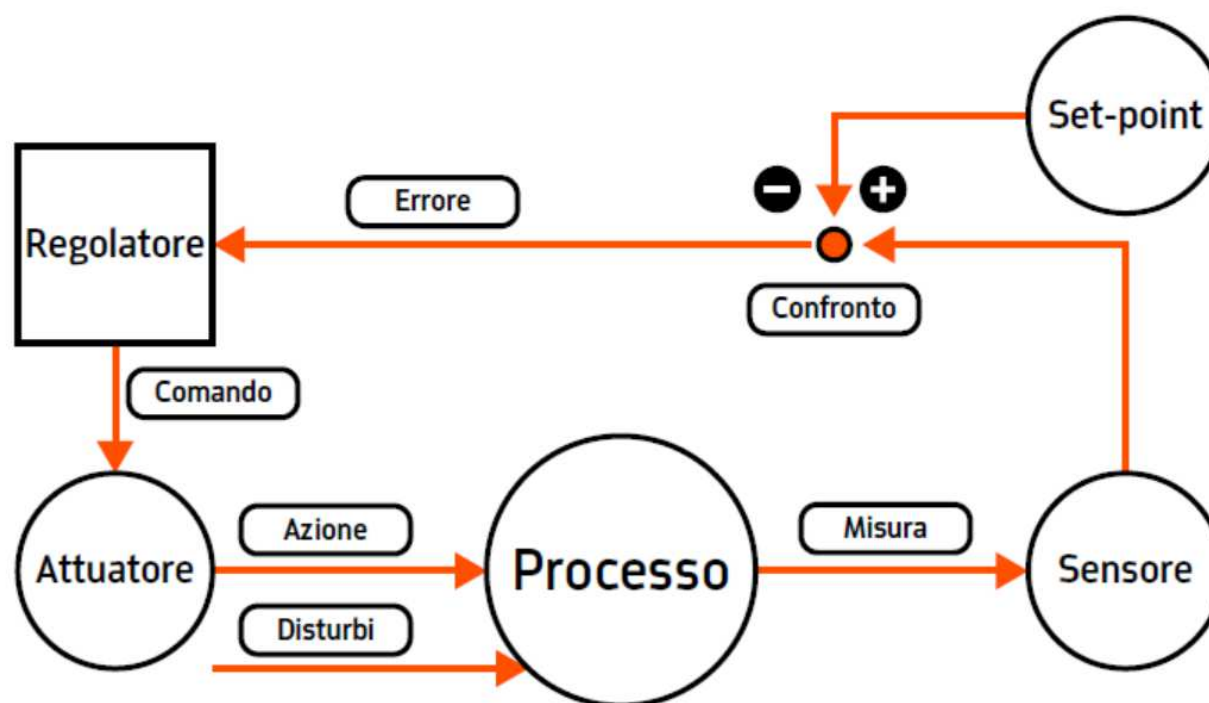 Set-point
− +
Errore
Regolatore
Confronto
Comando
Azione
Misura
Attuatore
Processo
Sensore
Disturbi